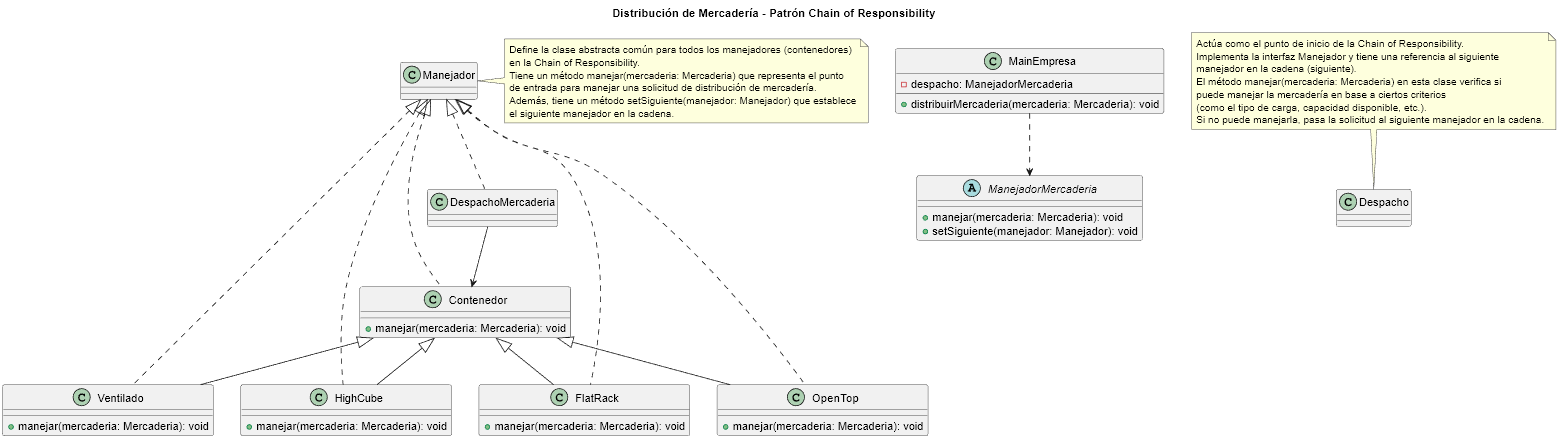 Distribución de Mercadería - Patrón Chain of Responsibility
C Manejador
Define la clase abstracta común para todos los manejadores (contenedores)
en la Chain of Responsibility.
Tiene un método manejar(mercaderia: Mercaderia) que representa el punto
de entrada para manejar una solicitud de distribución de mercadería.
Además, tiene un método setSiguiente(manejador: Manejador) que establece
el siguiente manejador en la cadena.
C MainEmpresa
despacho: ManejadorMercaderia
distribuirMercaderia(mercaderia: Mercaderia): void
Actúa como el punto de inicio de la Chain of Responsibility.
Implementa la interfaz Manejador y tiene una referencia al siguiente
manejador en la cadena (siguiente).
El método manejar(mercaderia: Mercaderia) en esta clase verifica si
puede manejar la mercadería en base a ciertos criterios
(como el tipo de carga, capacidad disponible, etc.).
Si no puede manejarla, pasa la solicitud al siguiente manejador en la cadena.
C DespachoMercaderia
A ManejadorMercaderia
manejar(mercaderia: Mercaderia): void
setSiguiente(manejador: Manejador): void
C Despacho
C Contenedor
manejar(mercaderia: Mercaderia): void
C Ventilado
manejar(mercaderia: Mercaderia): void
C HighCube
manejar(mercaderia: Mercaderia): void
C FlatRack
manejar(mercaderia: Mercaderia): void
C OpenTop
manejar(mercaderia: Mercaderia): void